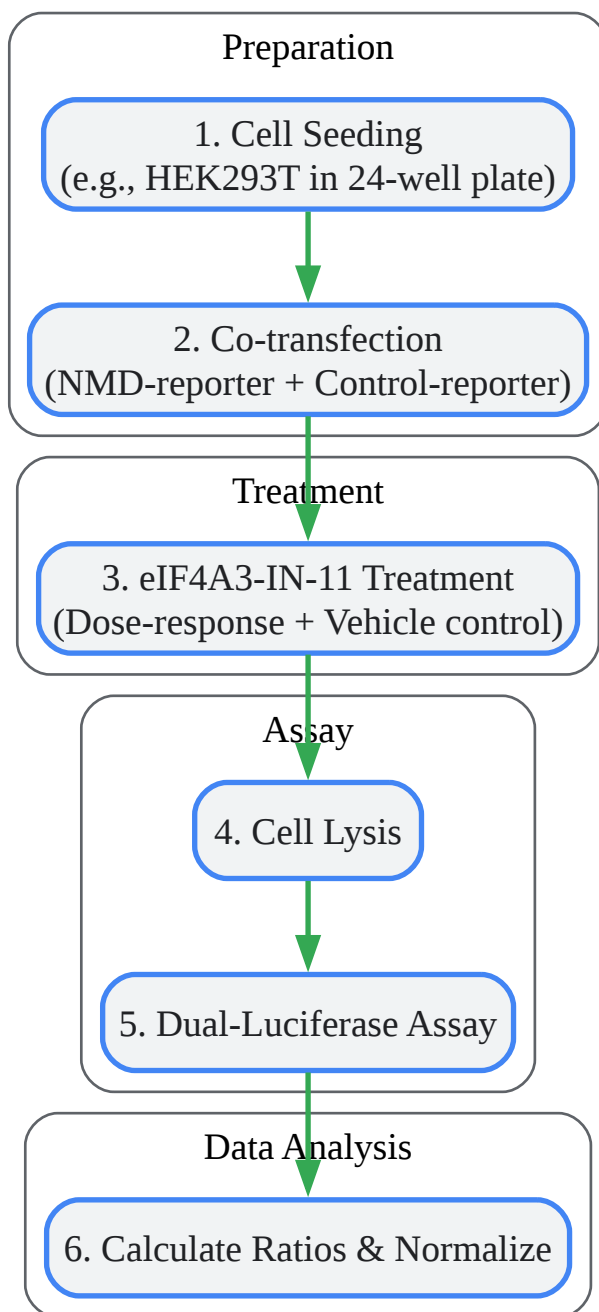 Preparation
1. Cell Seeding
(e.g., HEK293T in 24-well plate)
2. Co-transfection
(NMD-reporter + Control-reporter)
Treatment
3. eIF4A3-IN-11 Treatment
(Dose-response + Vehicle control)
Assay
4. Cell Lysis
5. Dual-Luciferase Assay
Data Analysis
6. Calculate Ratios & Normalize